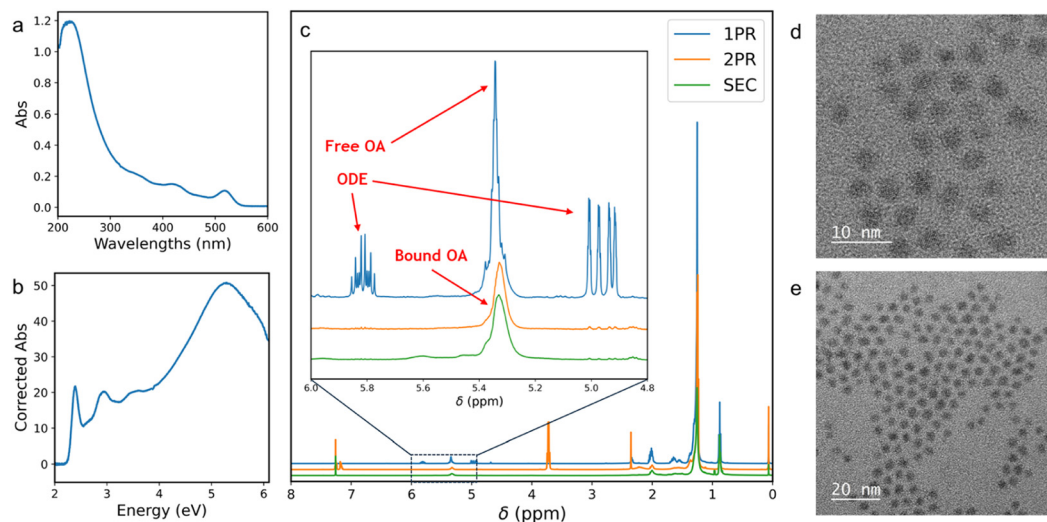 a
1.2
1.0
0.8
0.6
0.4
0.2
0.0
Abs
200 300 400 500 600
Wavelengths (nm)
b
50
40
30
20
10
0
Corrected Abs
2 3 4 5 6
Energy (eV)
c
1PR
2PR
SEC
Free OA
ODE
Bound OA
6.0 5.8 5.6 5.4 5.2 5.0 4.8
δ (ppm)
8 7 6 5 4 3 2 1 0
δ (ppm)
d
10 nm
e
20 nm